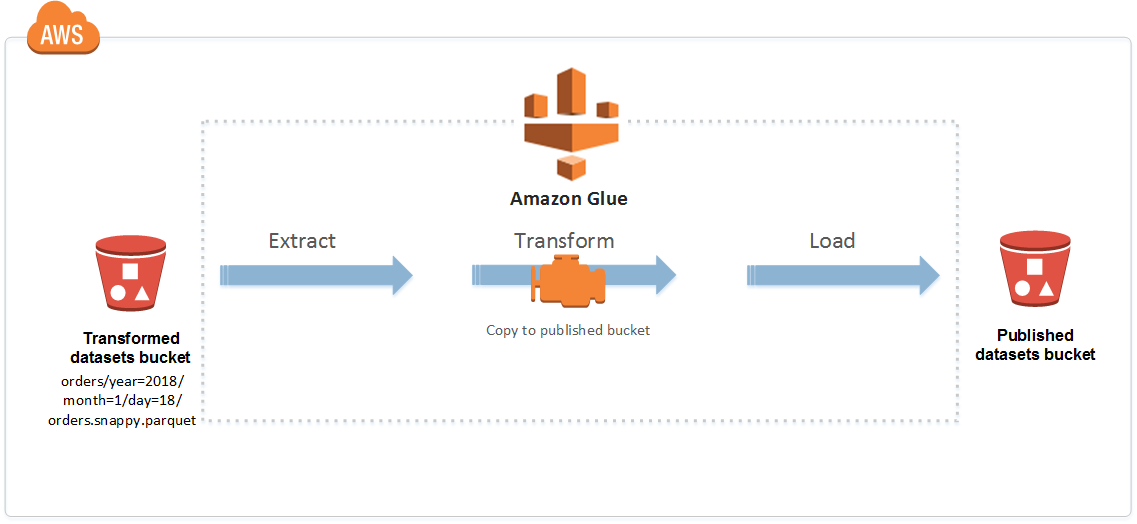 AWS
Amazon Glue
Extract
Transform
Load
Copy to published bucket
Transformed
datasets bucket
orders/year=2018/
month=1/day=18/
orders.snappy.parquet
Published
datasets bucket